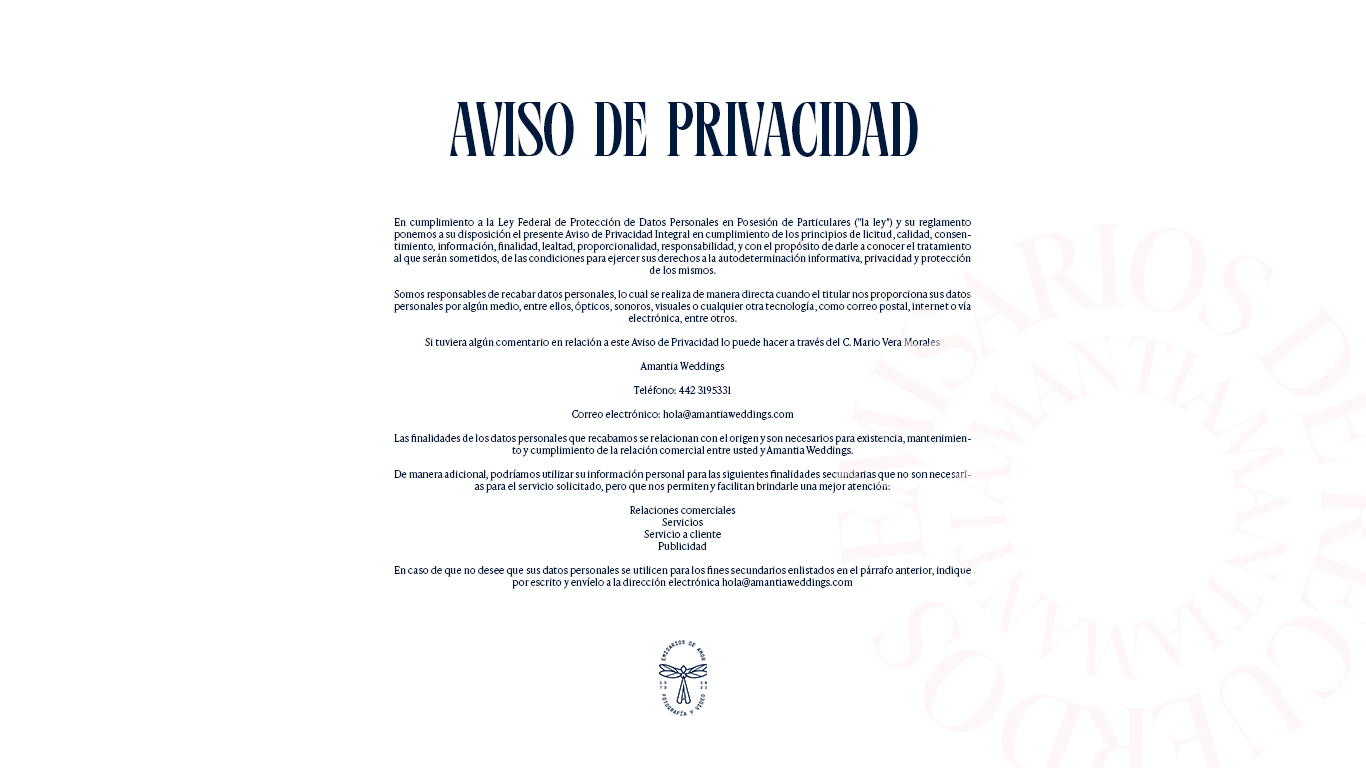 AVISO DE PRIVACIDAD
En cumplimiento a la Ley Federal de Protección de Datos Personales en Posesión de Particulares ("la ley") y su reglamento
ponemos a su disposición el presente Aviso de Privacidad Integral en cumplimiento de los principios de licitud, calidad, consen-
timiento, información, finalidad, lealtad, proporcionalidad, responsabilidad, y con el propósito de darle a conocer el tratamiento
al que serán sometidos, de las condiciones para ejercer sus derechos a la autodeterminación informativa, privacidad y protección
de los mismos.
Somos responsables de recabar datos personales, lo cual se realiza de manera directa cuando el titular nos proporciona sus datos
personales por algún medio, entre ellos, ópticos, sonoros, visuales o cualquier otra tecnología, como correo postal, internet o vía
electrónica, entre otros.
Si tuviera algún comentario en relación a este Aviso de Privacidad lo puede hacer a través del C. Mario Vera Morales
Amantia Weddings
Teléfono: 442 3195331
Correo electrónico: hola@amantiaweddings.com
Las finalidades de los datos personales que recabamos se relacionan con el origen y son necesarios para existencia, mantenimien-
to y cumplimiento de la relación comercial entre usted y Amantia Weddings.
De manera adicional, podríamos utilizar su información personal para las siguientes finalidades secundarias que no son necesari-
as para el servicio solicitado, pero que nos permiten y facilitan brindarle una mejor atención:
Relaciones comerciales
Servicios
Servicio a cliente
Publicidad
En caso de que no desee que sus datos personales se utilicen para los fines secundarios enlistados en el párrafo anterior, indique
por escrito y envíelo a la dirección electrónica hola@amantiaweddings.com
EMISARIOS DE AMOR
FOTOGRAFÍA Y VIDEO
EMISARIOS DE RECUERDOS
AMANTIAMANTIAMANTIAMANTI